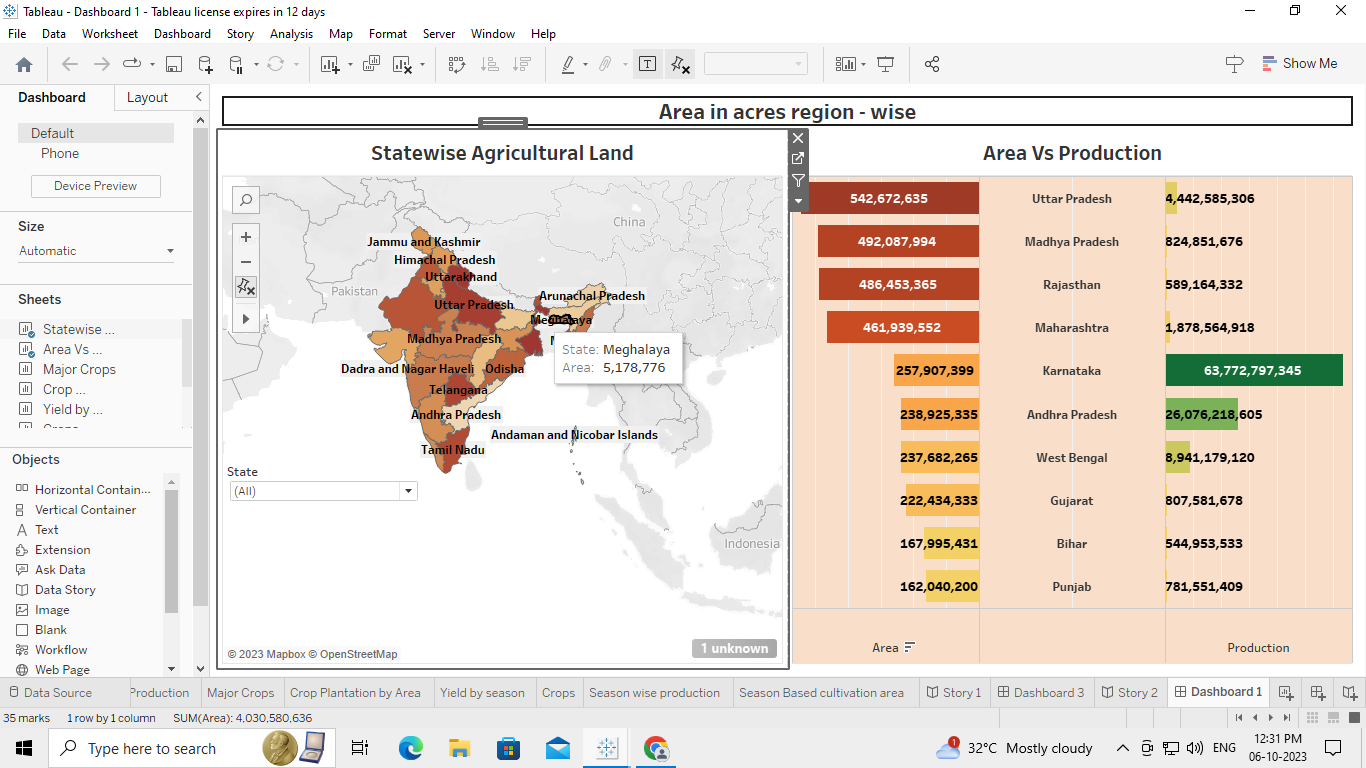 Tableau - Dashboard 1 - Tableau license expires in 12 days
File Data Worksheet Dashboard Story Analysis Map Format Server Window Help
Show Me
Dashboard Layout
Default
Phone
Device Preview
Size
Automatic
Sheets
Statewise ...
Area Vs ...
Major Crops
Crop ...
Yield by ...
Objects
Horizontal Contain...
Vertical Container
Text
Extension
Ask Data
Data Story
Image
Blank
Workflow
Web Page
Area in acres region - wise
Statewise Agricultural Land
China
Jammu and Kashmir
Himachal Pradesh
Uttarakhand
Pakistan
Arunachal Pradesh
Uttar Pradesh
Meghalaya
Madhya Pradesh
State: Meghalaya
Area: 5,178,776
Dadra and Nagar Haveli
Odisha
Telangana
Andhra Pradesh
Andaman and Nicobar Islands
Tamil Nadu
State
(All)
Indonesia
© 2023 Mapbox © OpenStreetMap
1 unknown
Area Vs Production
542,672,635 Uttar Pradesh 4,442,585,306
492,087,994 Madhya Pradesh 824,851,676
486,453,365 Rajasthan 589,164,332
461,939,552 Maharashtra 1,878,564,918
257,907,399 Karnataka 63,772,797,345
238,925,335 Andhra Pradesh 26,076,218,605
237,682,265 West Bengal 8,941,179,120
222,434,333 Gujarat 807,581,678
167,995,431 Bihar 544,953,533
162,040,200 Punjab 781,551,409
Area Production
Data Source Production Major Crops Crop Plantation by Area Yield by season Crops Season wise production Season Based cultivation area Story 1 Dashboard 3 Story 2 Dashboard 1
35 marks 1 row by 1 column SUM(Area): 4,030,580,636
Type here to search
1
32°C Mostly cloudy
ENG
12:31 PM
06-10-2023